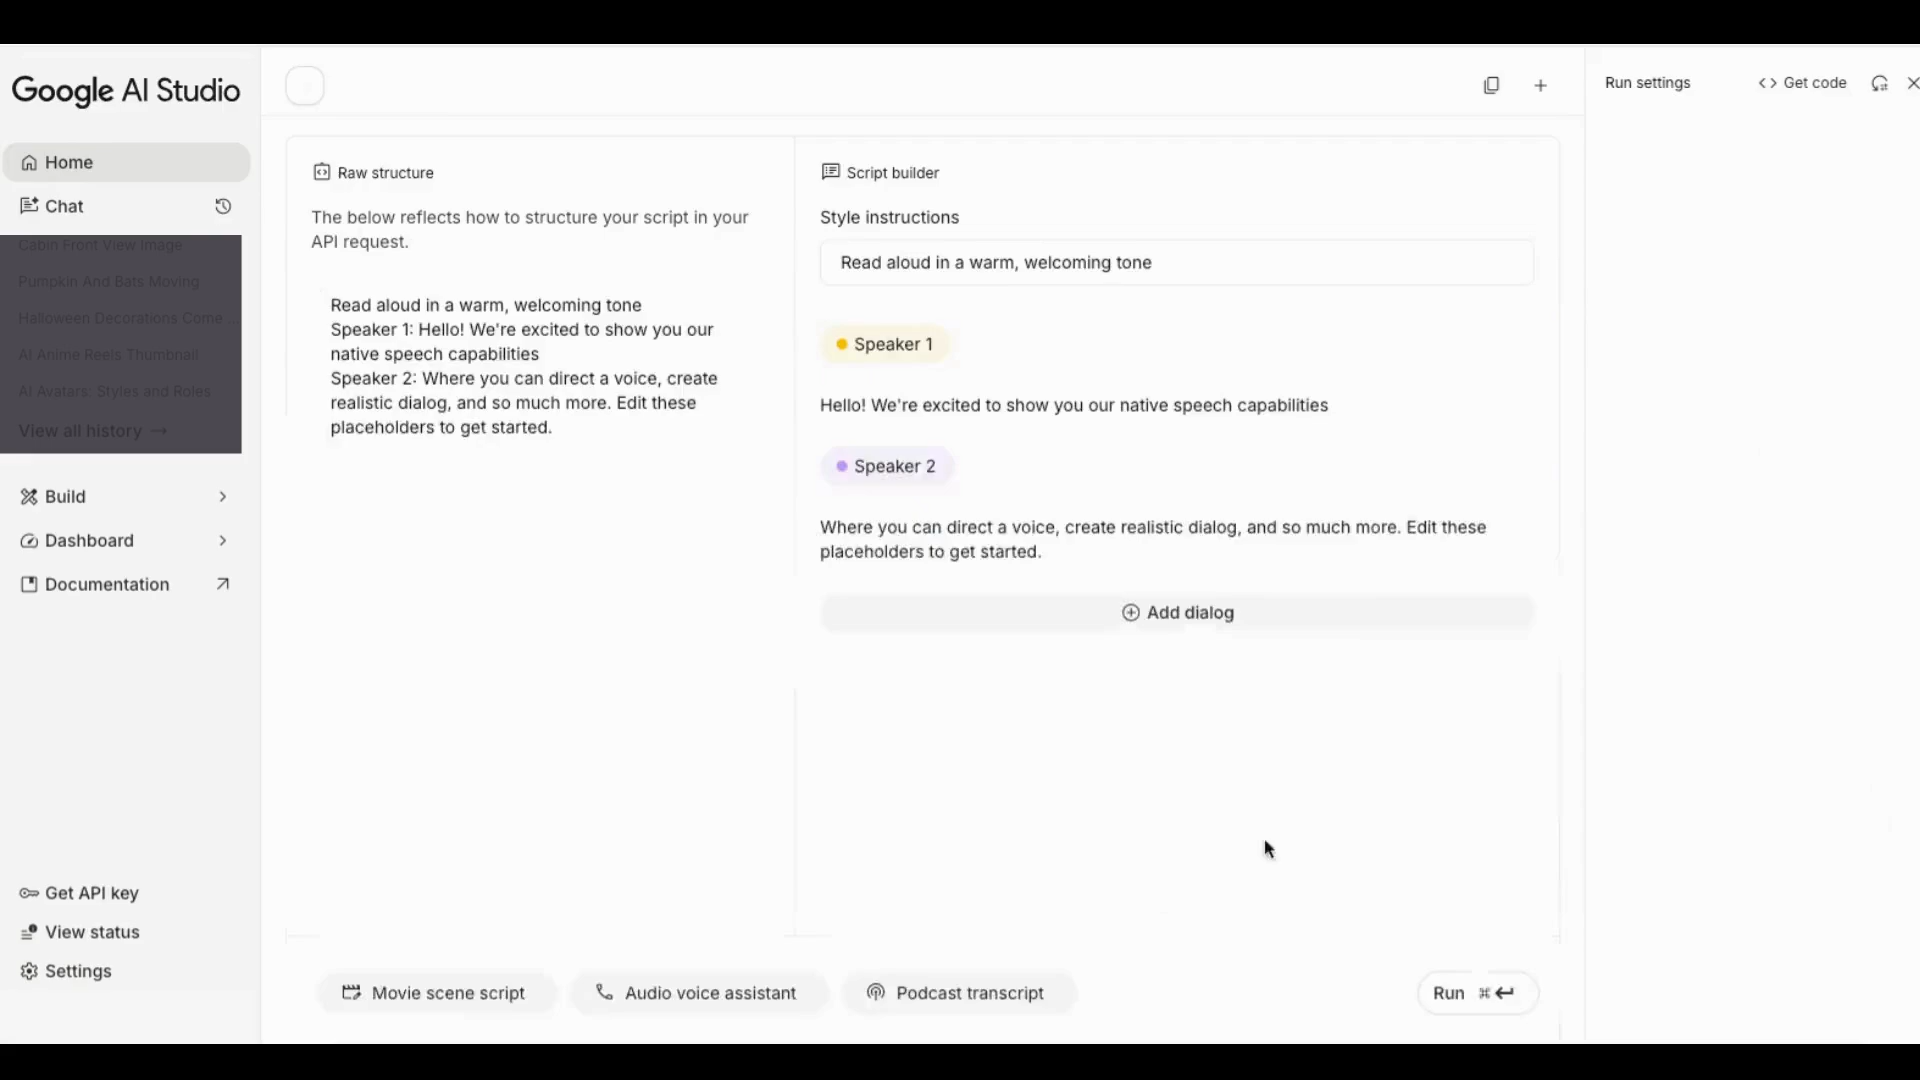 Google AI Studio
Home
Chat
Cabin Front View Image
Pumpkin And Bats Moving
Halloween Decorations Come ...
AI Anime Reels Thumbnail
AI Avatars: Styles and Roles
View all history →
Build
Dashboard
Documentation
Get API key
View status
Settings
Raw structure
The below reflects how to structure your script in your
API request.
Read aloud in a warm, welcoming tone
Speaker 1: Hello! We're excited to show you our
native speech capabilities
Speaker 2: Where you can direct a voice, create
realistic dialog, and so much more. Edit these
placeholders to get started.
Script builder
Style instructions
Read aloud in a warm, welcoming tone
Speaker 1
Hello! We're excited to show you our native speech capabilities
Speaker 2
Where you can direct a voice, create realistic dialog, and so much more. Edit these
placeholders to get started.
Add dialog
Movie scene script
Audio voice assistant
Podcast transcript
Run ⌘ ↵
Run settings
<> Get code